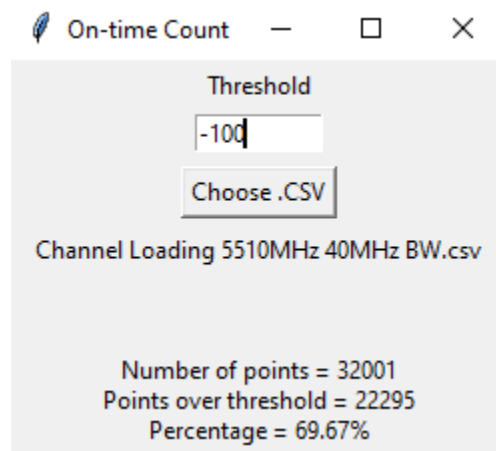 On-time Count
Threshold
-100
Choose .CSV
Channel Loading 5510MHz 40MHz BW.csv
Number of points = 32001
Points over threshold = 22295
Percentage = 69.67%